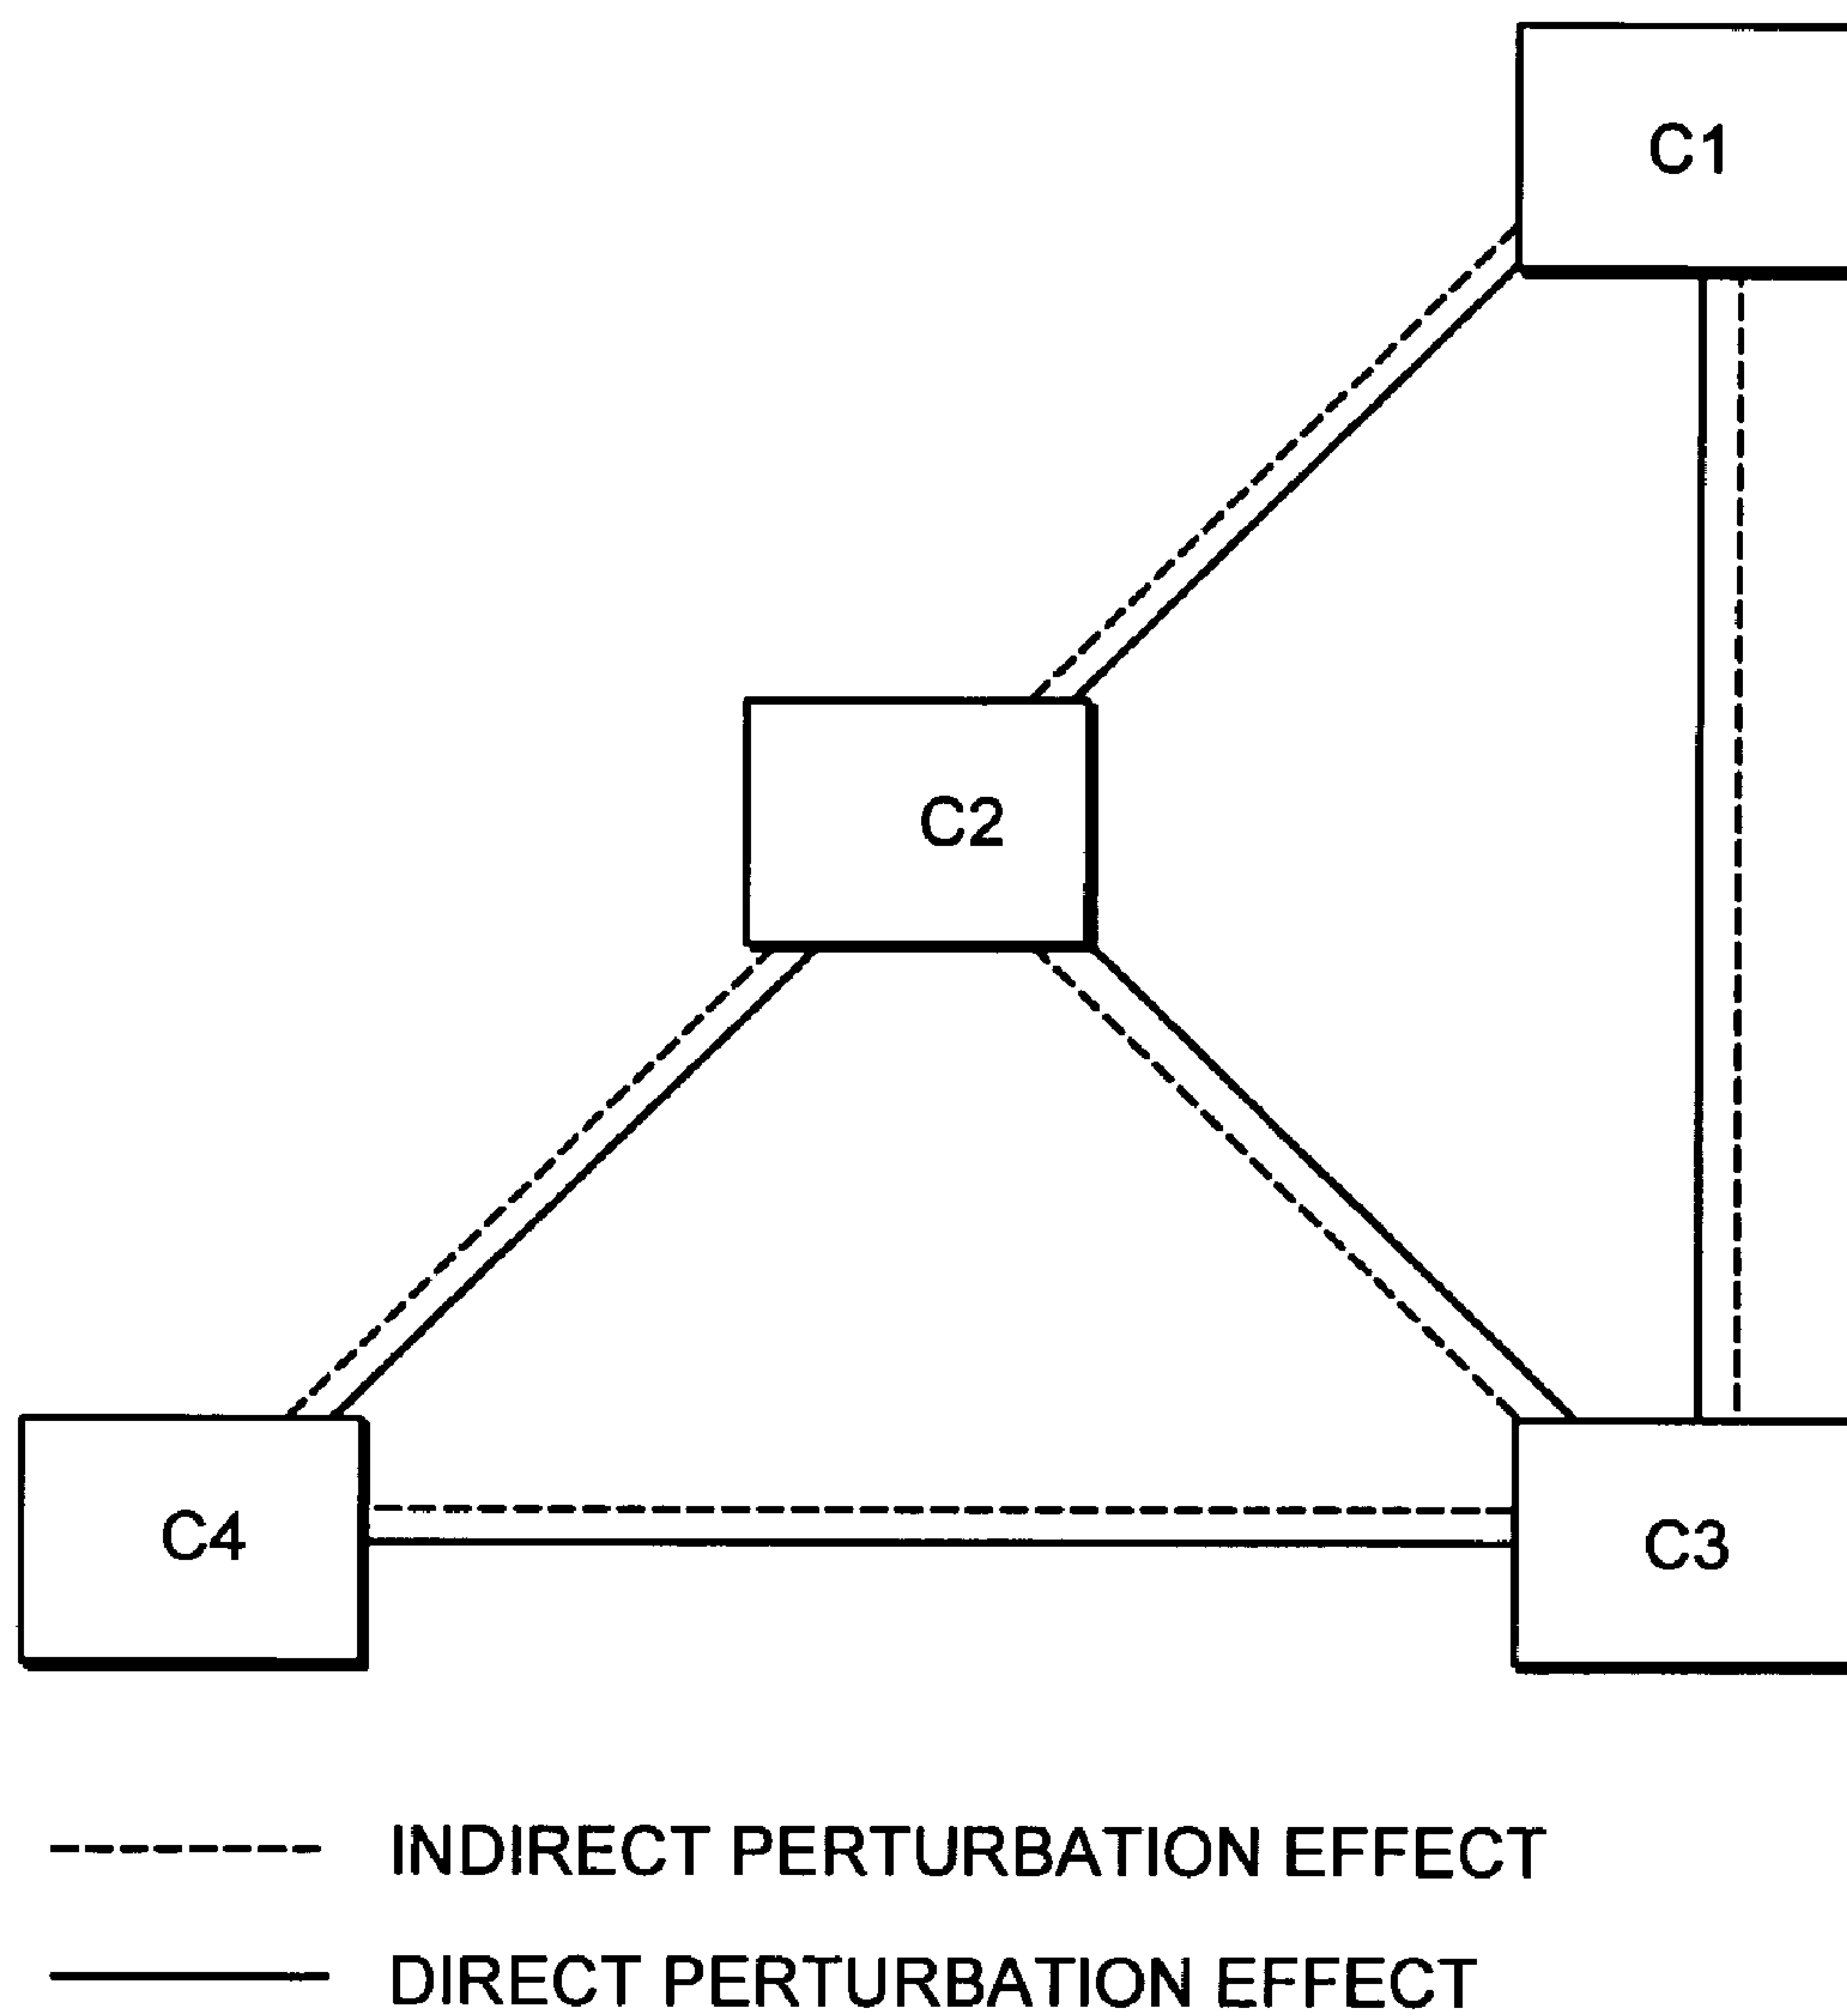 C1
C2
C4
C3
INDIRECT PERTURBATION EFFECT
DIRECT PERTURBATION EFFECT